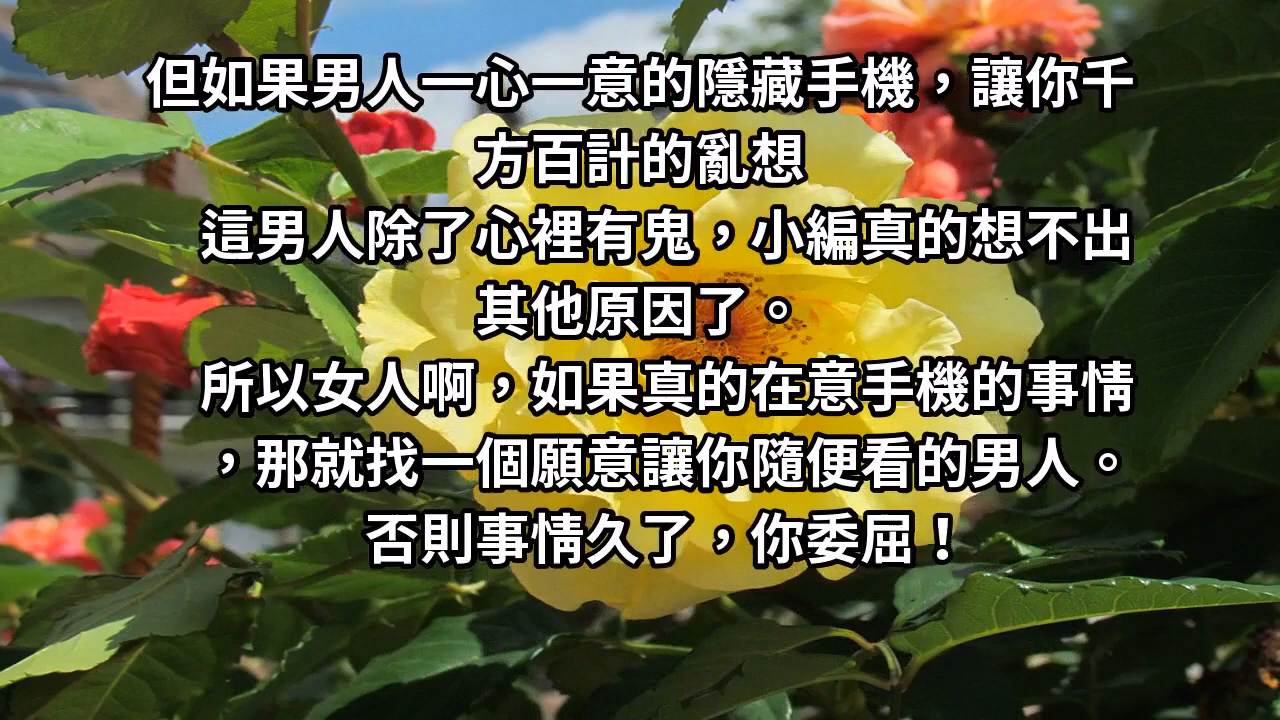 但如果男人一心一意的隱藏手機，讓你千
方百計的亂想
這男人除了心裡有鬼，小編真的想不出
其他原因了。
所以女人啊，如果真的在意手機的事情
，那就找一個願意讓你隨便看的男人。
否則事情久了，你委屈！